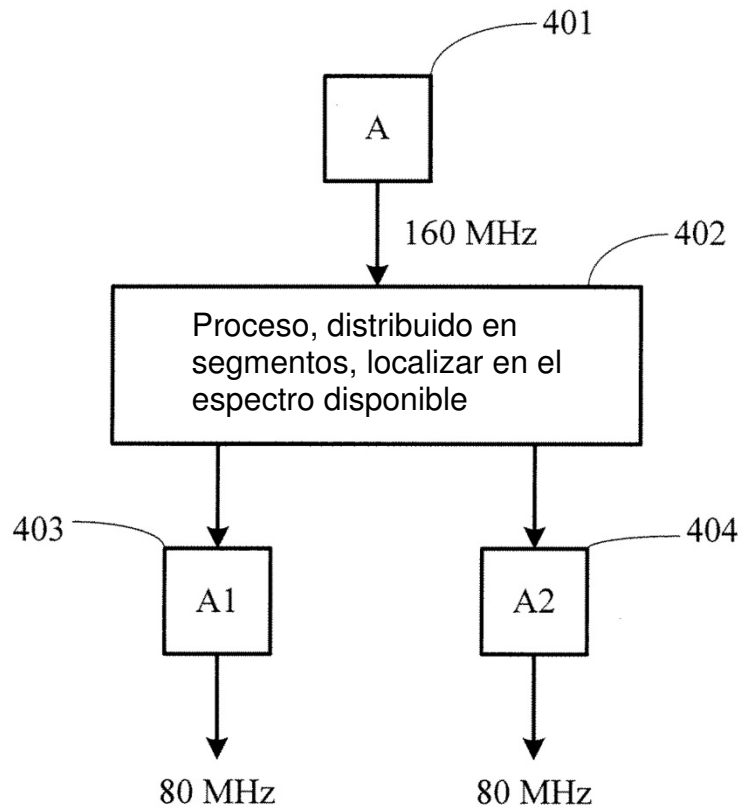 401
A
160 MHz
402
Proceso, distribuido en
segmentos, localizar en el
espectro disponible
403
404
A1
A2
80 MHz
80 MHz